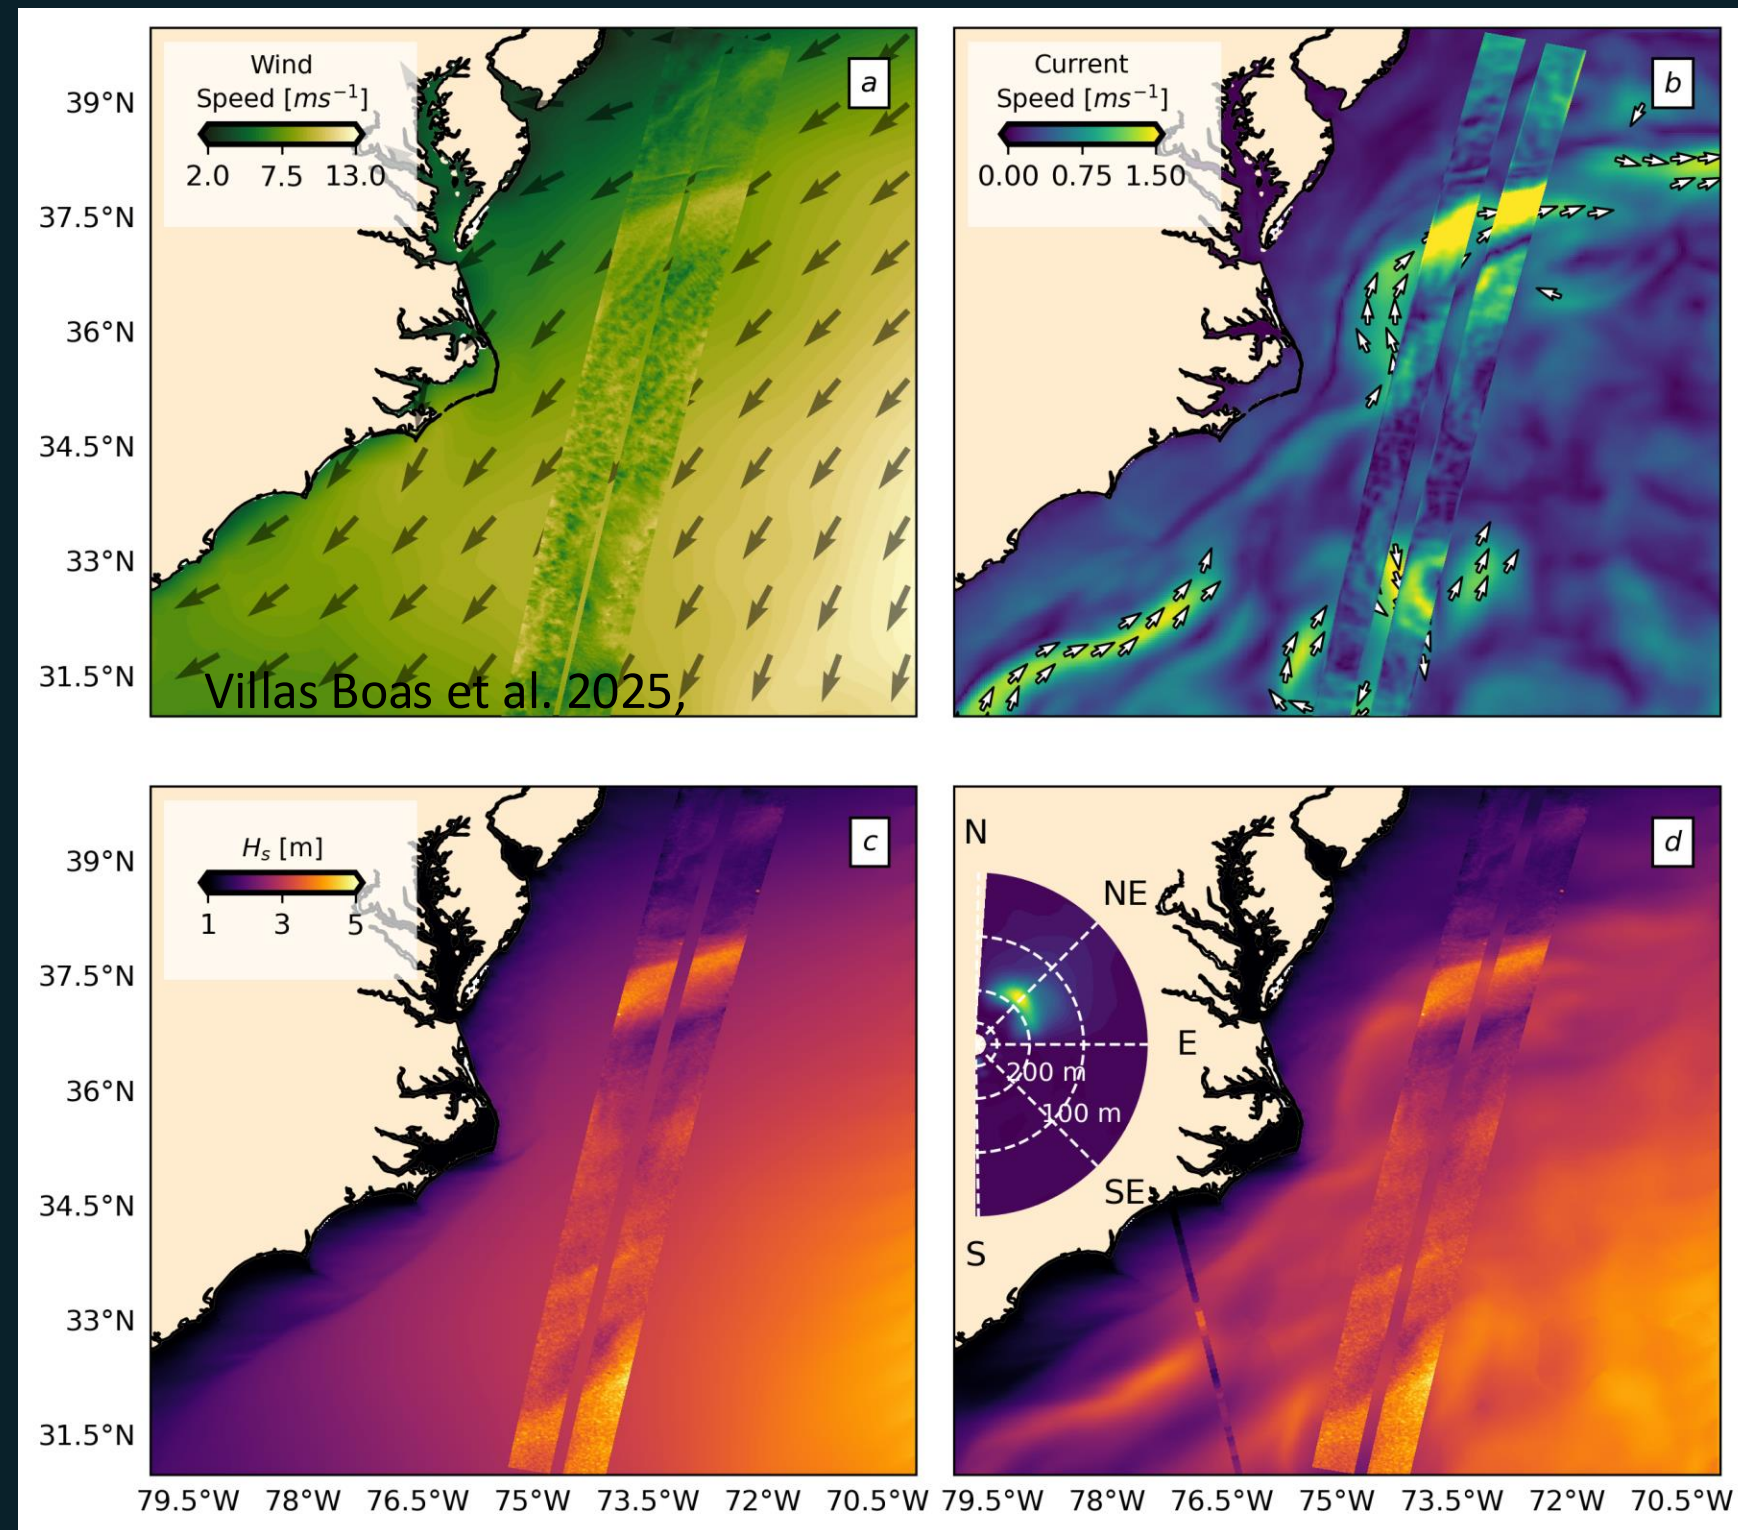 Wind
Speed [ms⁻¹]
2.0 7.5 13.0
a
39°N
37.5°N
36°N
34.5°N
33°N
31.5°N
Villas Boas et al. 2025,
Current
Speed [ms⁻¹]
0.00 0.75 1.50
b
Hₛ [m]
1 3 5
c
39°N
37.5°N
36°N
34.5°N
33°N
31.5°N
79.5°W 78°W 76.5°W 75°W 73.5°W 72°W 70.5°W
d
N
NE
E
200 m
100 m
SE
S
79.5°W 78°W 76.5°W 75°W 73.5°W 72°W 70.5°W